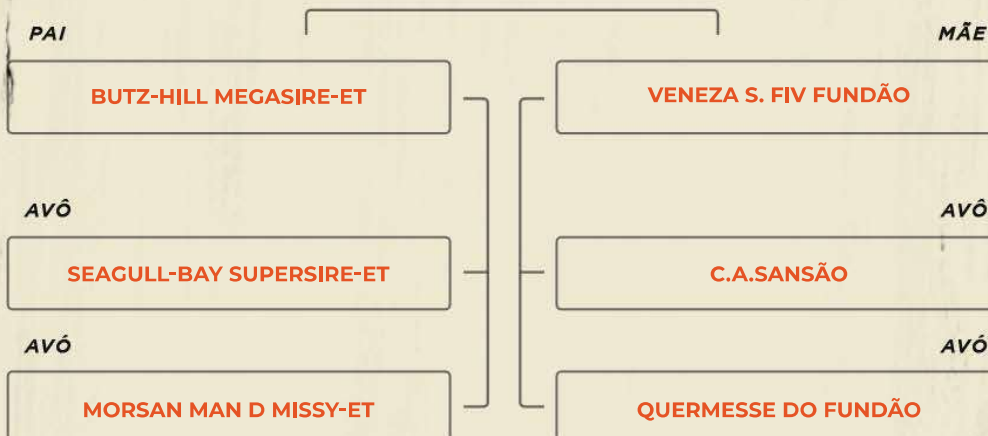 PAI
MÃE
BUTZ-HILL MEGASIRE-ET
VENEZA S. FIV FUNDÃO
AVÔ
AVÔ
SEAGULL-BAY SUPERSIRE-ET
C.A.SANSÃO
AVÓ
AVÓ
MORSAN MAN D MISSY-ET
QUERMESSE DO FUNDÃO